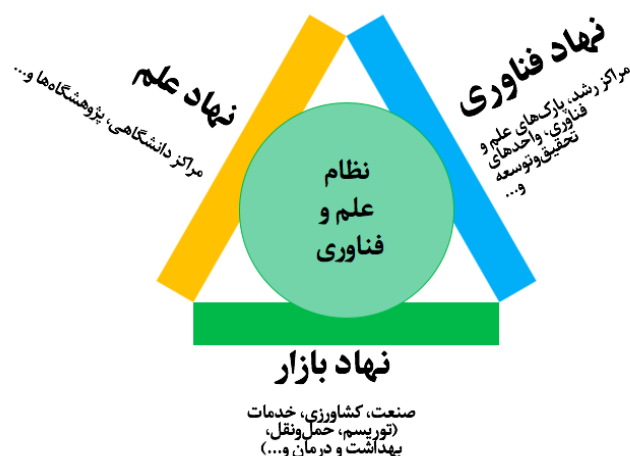 نهاد فناوری
مراکز رشد، پارک‌های علم و
فناوری، واحدهای
تحقیق‌وتوسعه
و...
نهاد علم
مراکز دانشگاهی، پژوهشگاه‌ها و...
نظام
علم و
فناوری
نهاد بازار
صنعت، کشاورزی، خدمات
(توریسم، حمل‌ونقل،
بهداشت و درمان و...)